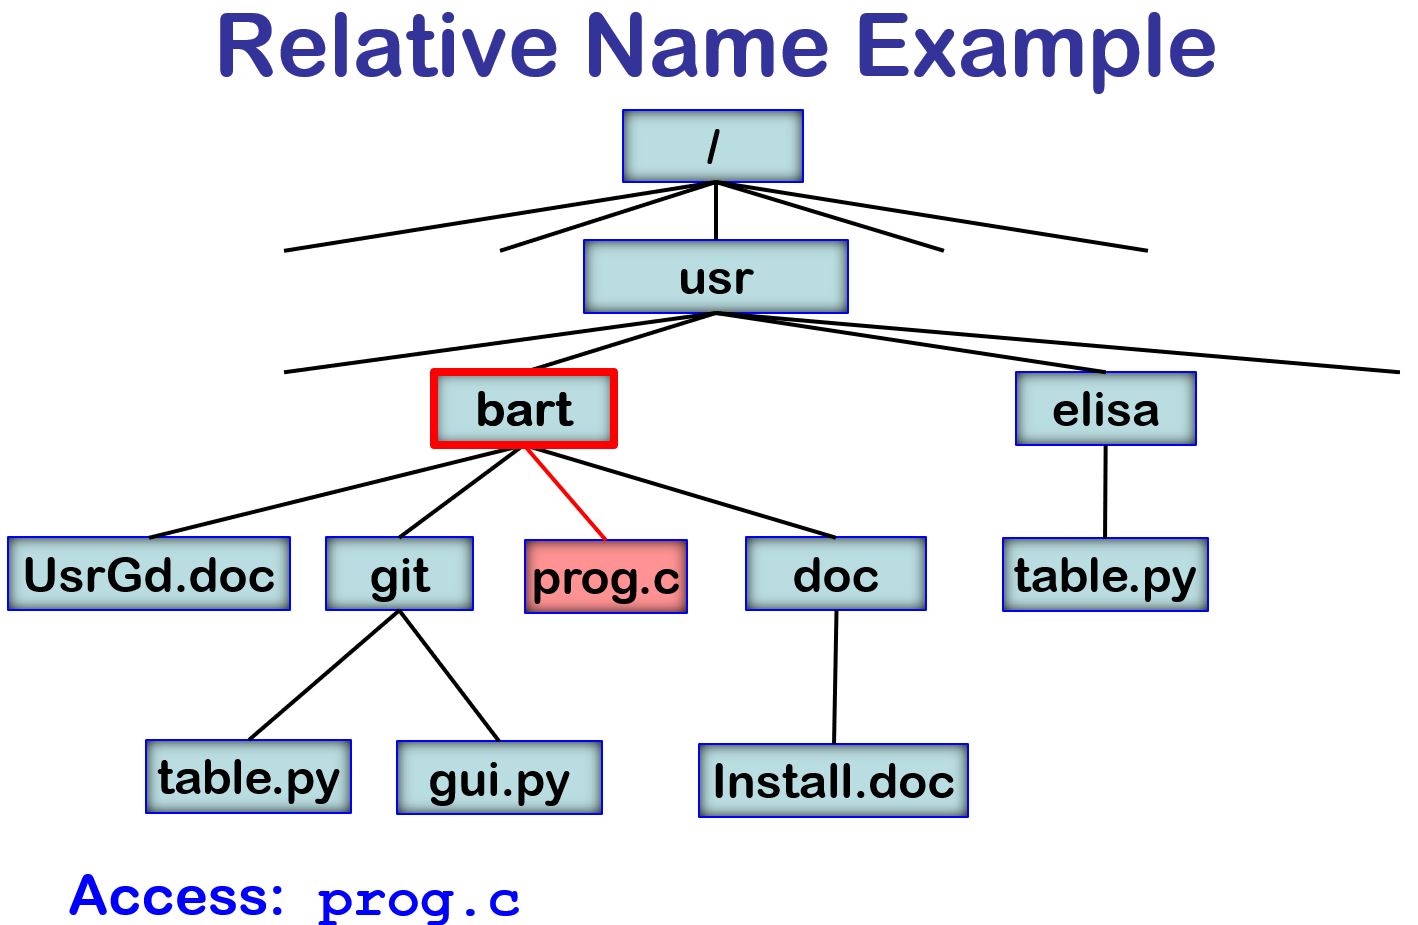 Relative Name Example
/
usr
bart
elisa
UsrGd.doc
git
prog.c
doc
table.py
table.py
gui.py
Install.doc
Access: prog.c